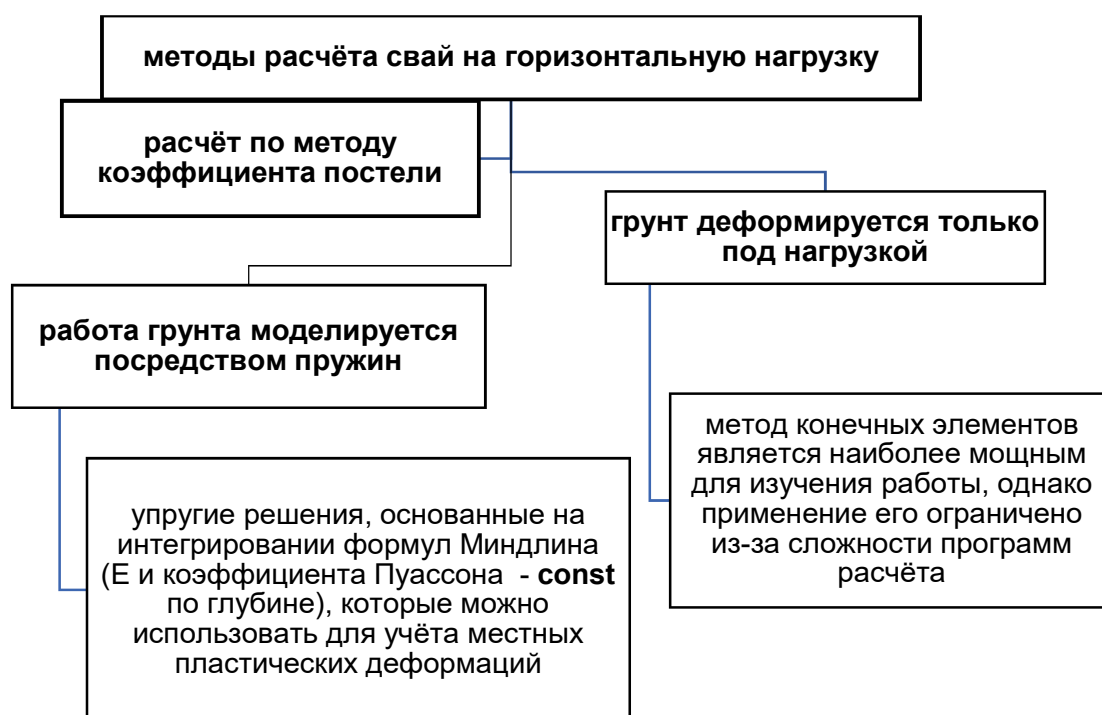 методы расчёта свай на горизонтальную нагрузку
расчёт по методу
коэффициента постели
грунт деформируется только
под нагрузкой
работа грунта моделируется
посредством пружин
метод конечных элементов
является наиболее мощным
для изучения работы, однако
применение его ограничено
из-за сложности программ
расчёта
упругие решения, основанные на
интегрировании формул Миндлина
(Е и коэффициента Пуассона - const
по глубине), которые можно
использовать для учёта местных
пластических деформаций